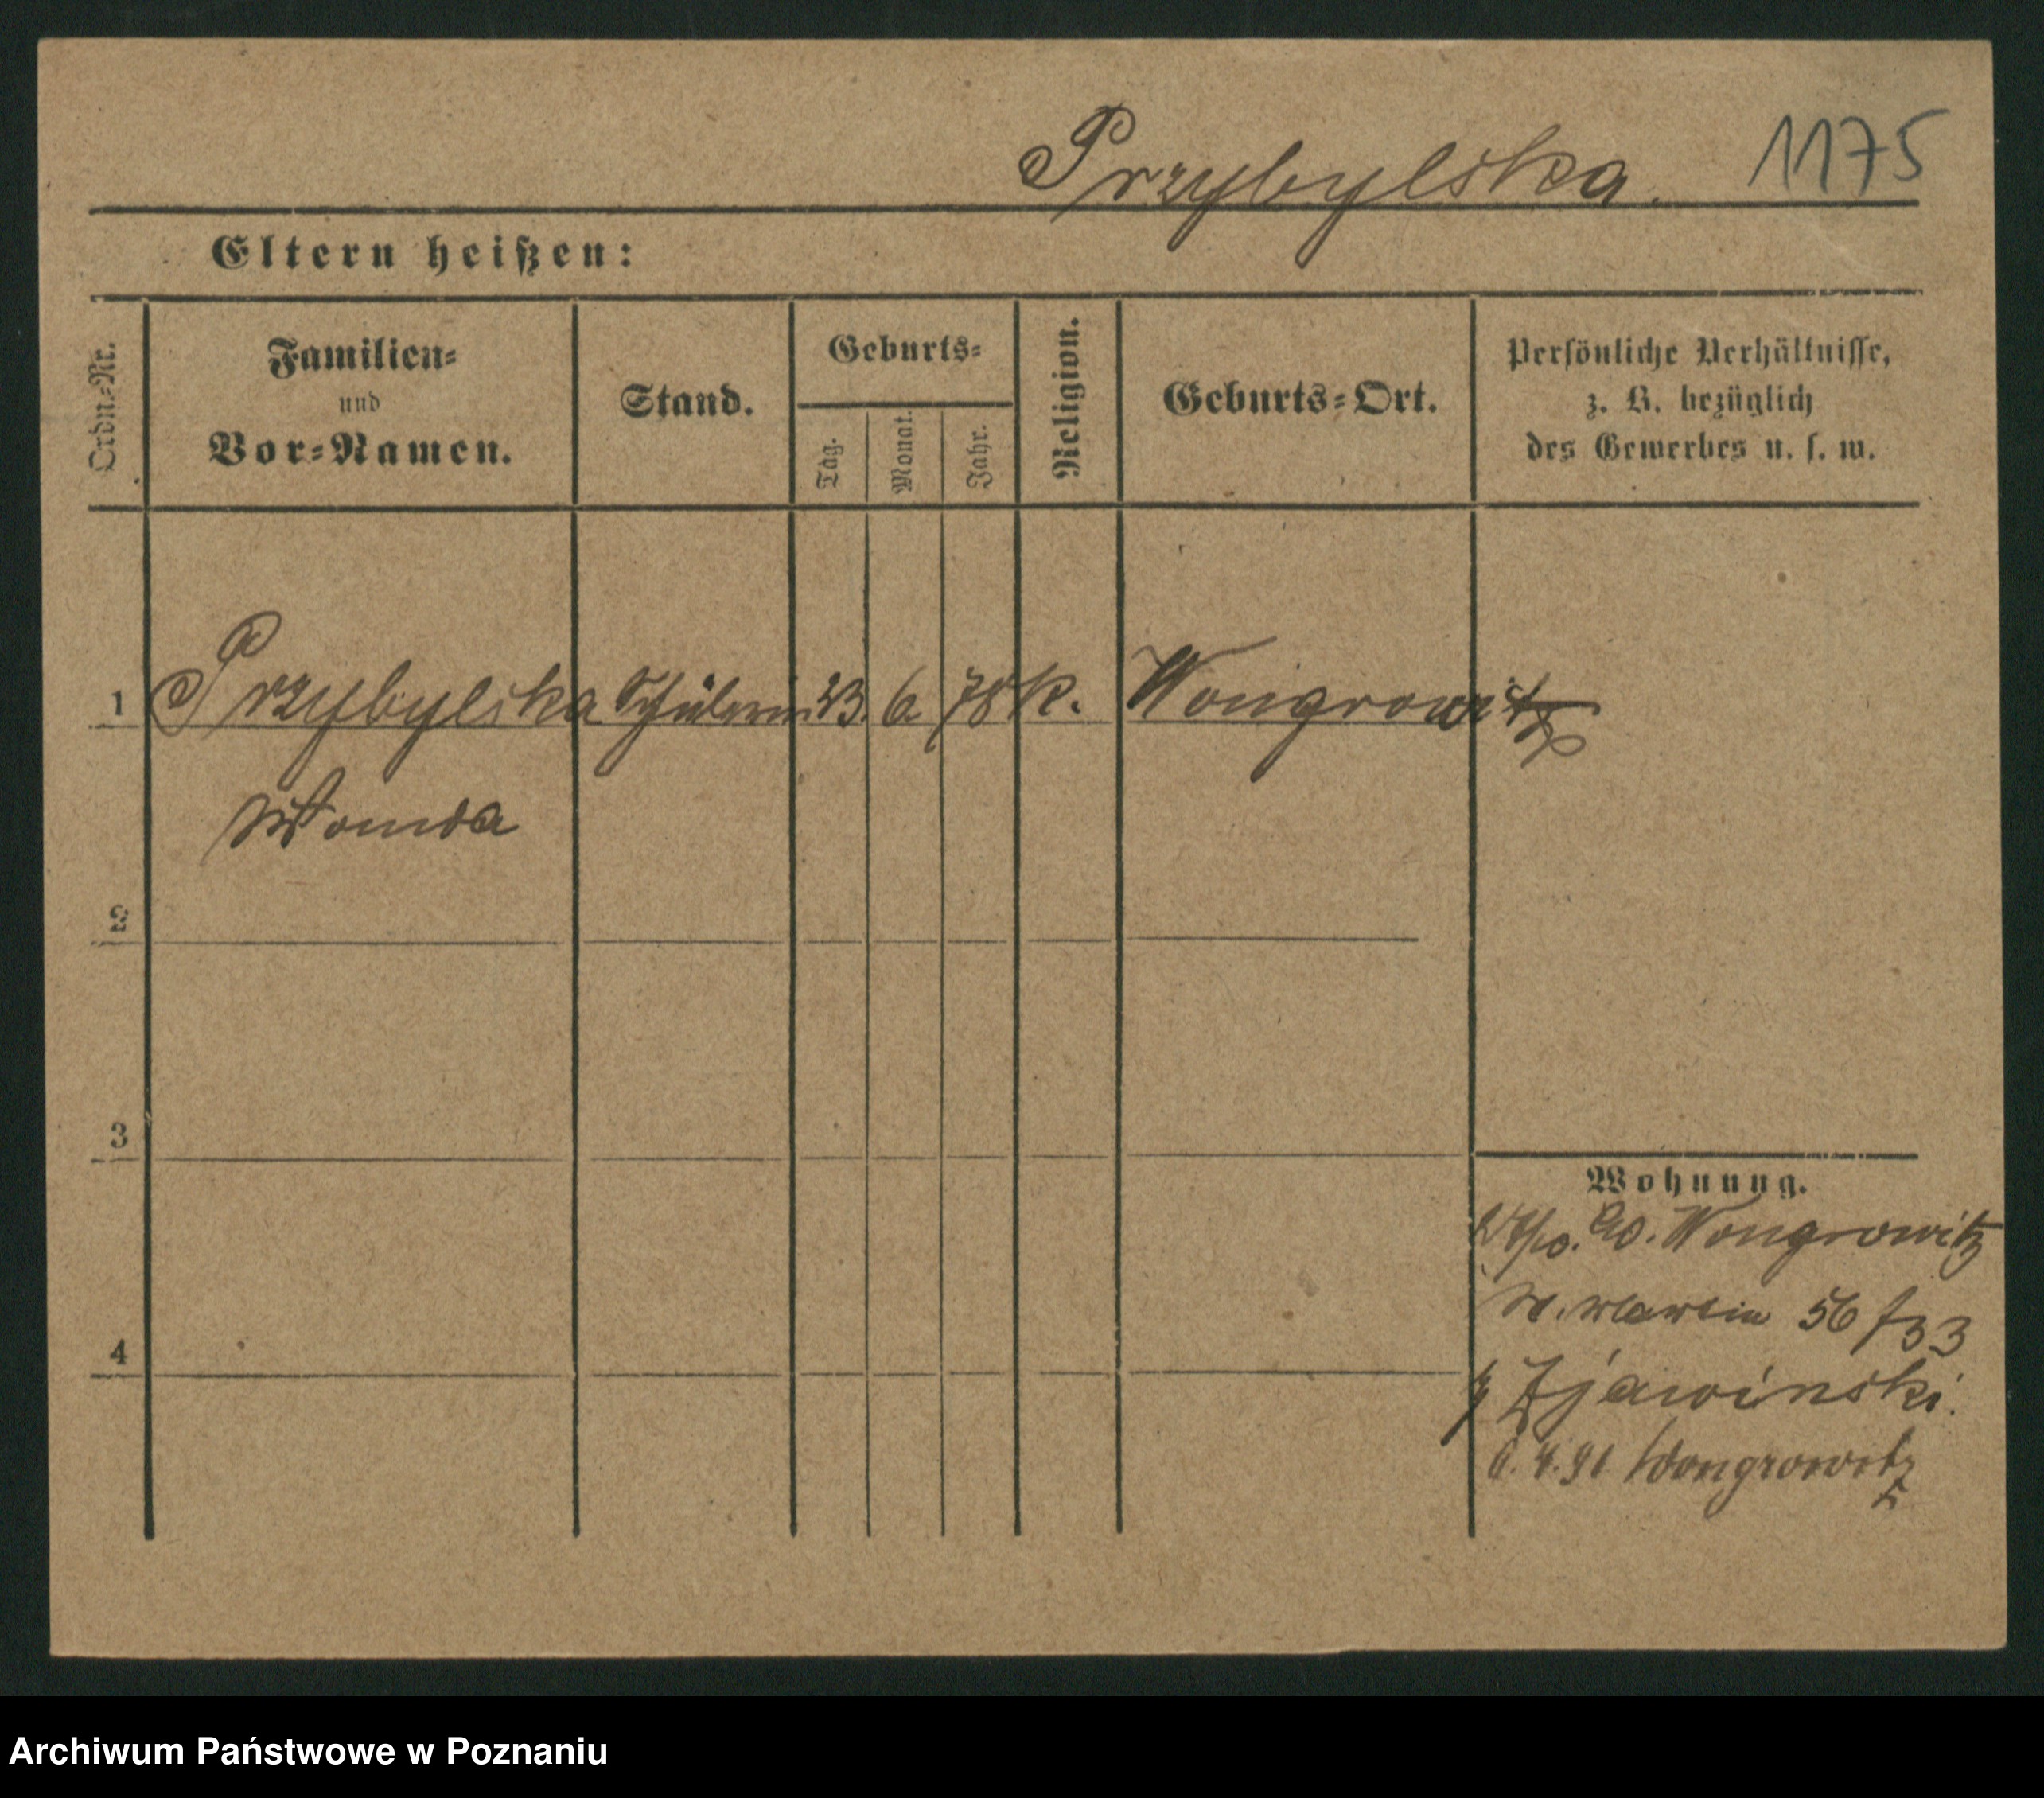 Przybylska. 1175
Eltern heißen:
Ordn.-Nr.
Familien-
und
Vor-Namen.
Stand.
Geburts-
Tag.
Monat.
Jahr.
Religion.
Geburts-Ort.
Persönliche Verhältnisse,
z. B. bezüglich
des Gewerbes u. s. w.
1 Przybylska Schülerin 23. 6. 78 K. Wongrowitz
Wanda
2
3
Wohnung.
Wongrowitz
56
4
Zjawinski.
6.4.91 Wongrowitz
Archiwum Państwowe w Poznaniu